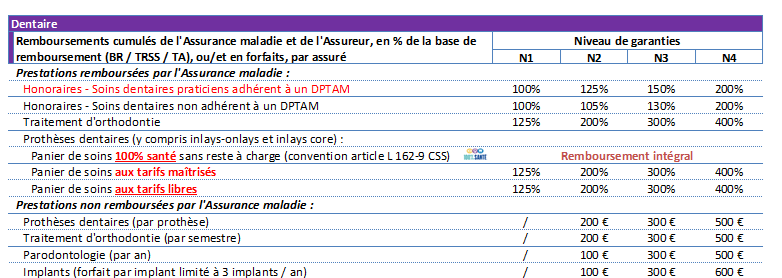 Dentaire
Remboursements cumulés de l'Assurance maladie et de l'Assureur, en % de la base de Niveau de garanties
remboursement (BR / TRSS / TA), ou/et en forfaits, par assuré N1 N2 N3 N4
Prestations remboursées par l'Assurance maladie :
Honoraires - Soins dentaires praticiens adhérent à un DPTAM 100% 125% 150% 200%
Honoraires - Soins dentaires non adhérent à un DPTAM 100% 105% 130% 200%
Traitement d'orthodontie 125% 200% 300% 400%
Prothèses dentaires (y compris inlays-onlays et inlays core) :
Panier de soins 100% santé sans reste à charge (convention article L 162-9 CSS) 100% SANTÉ Remboursement intégral
Panier de soins aux tarifs maîtrisés 125% 200% 300% 400%
Panier de soins aux tarifs libres 125% 200% 300% 400%
Prestations non remboursées par l'Assurance maladie :
Prothèses dentaires (par prothèse) / 200 € 300 € 500 €
Traitement d'orthodontie (par semestre) / 200 € 300 € 500 €
Parodontologie (par an) / 100 € 300 € 500 €
Implants (forfait par implant limité à 3 implants / an) / 100 € 300 € 600 €